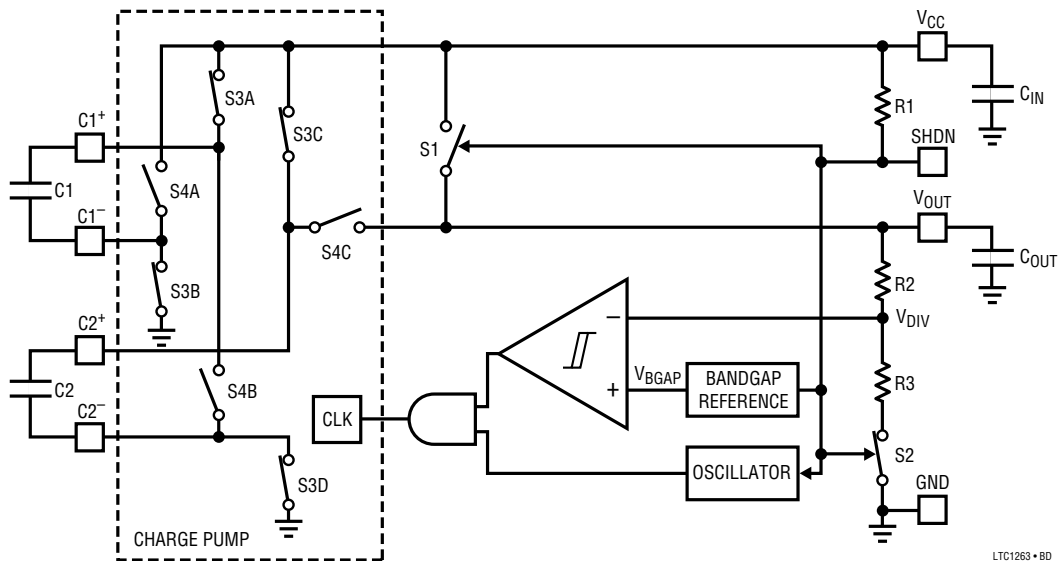 VCC
CIN
S3A
C1+
S3C
R1
S1
SHDN
C1
S4A
C1−
VOUT
S4C
COUT
S3B
R2
C2+
−
VDIV
S4B
VBGAP
+
BANDGAP
REFERENCE
R3
C2
C2−
CLK
S2
OSCILLATOR
S3D
GND
CHARGE PUMP
LTC1263 • BD